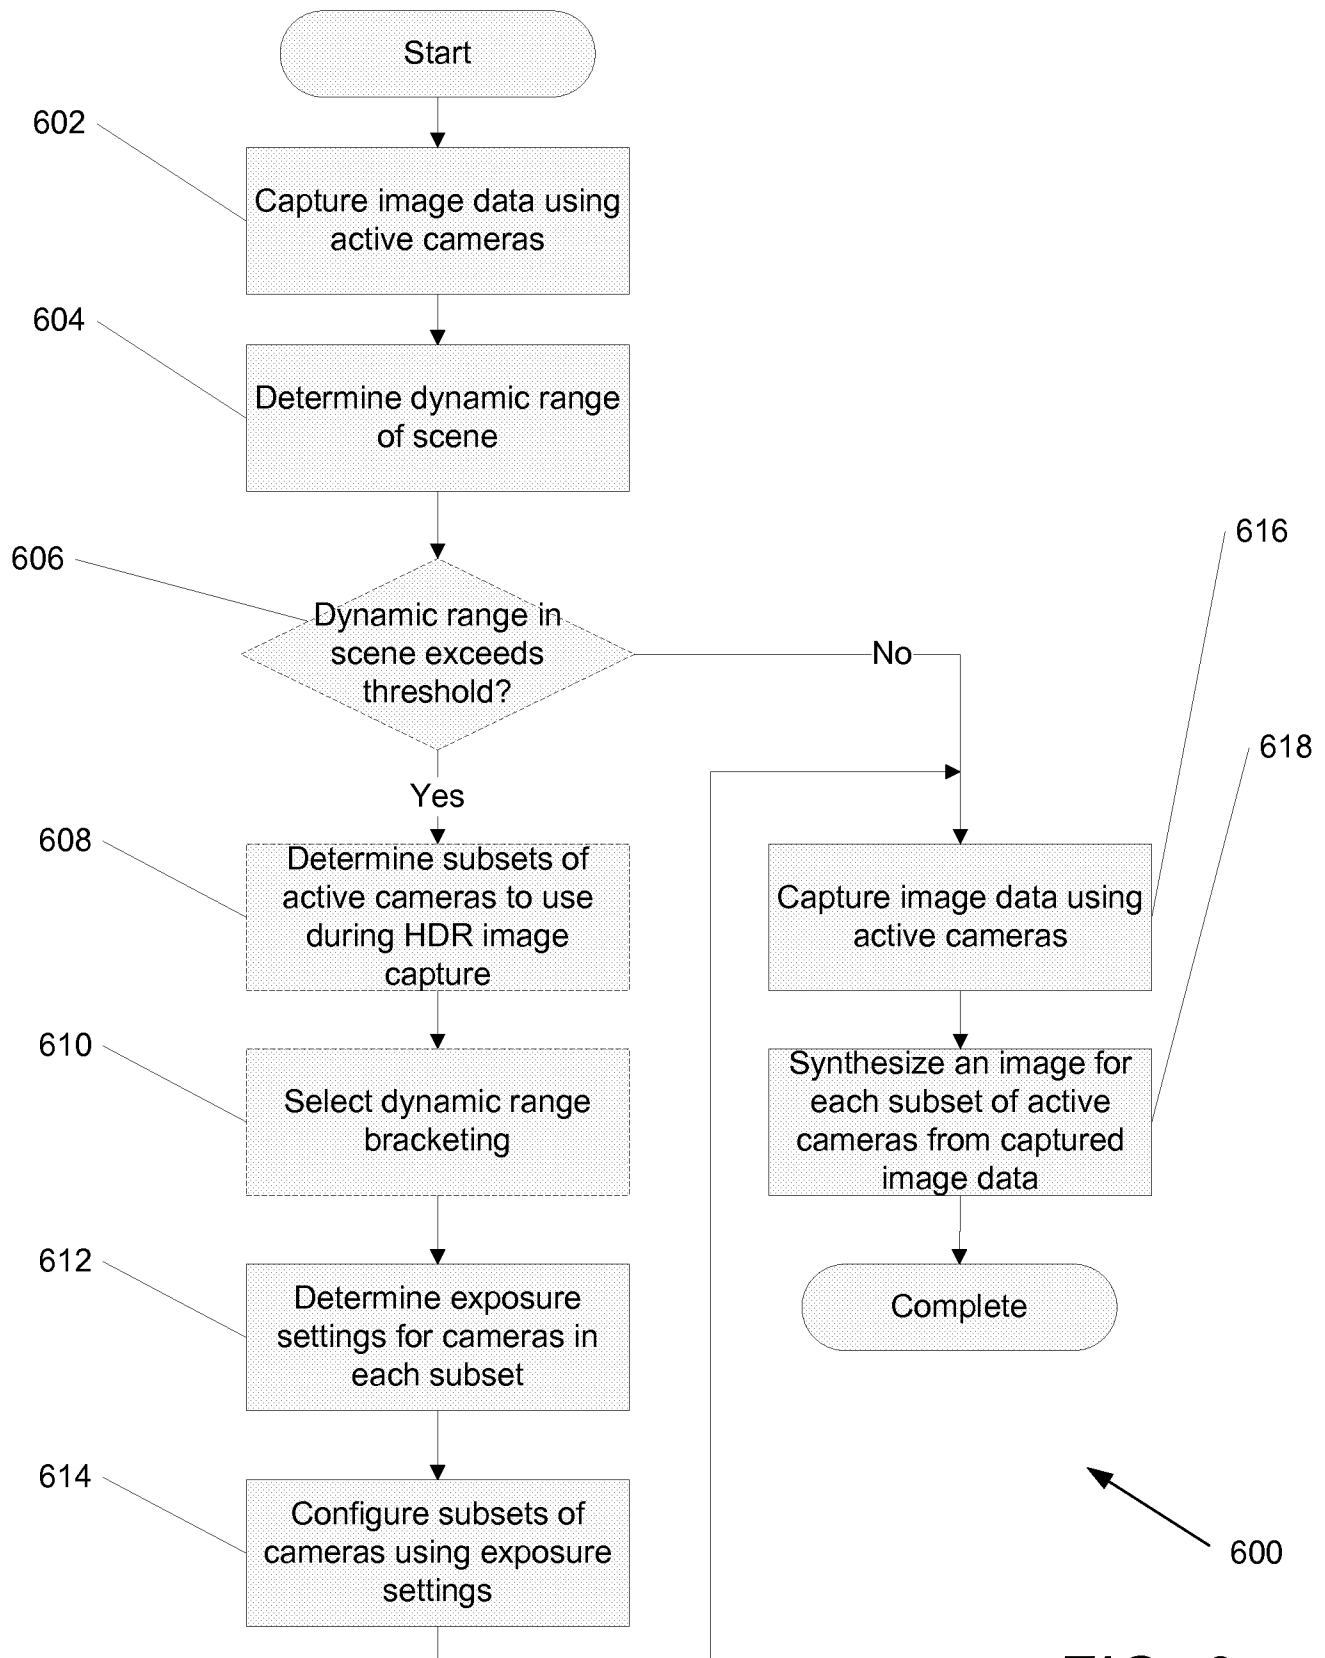 Start
602
Capture image data using
active cameras
604
Determine dynamic range
of scene
606
Dynamic range in
scene exceeds
threshold?
No
Yes
616
618
608
Determine subsets of
active cameras to use
during HDR image
capture
Capture image data using
active cameras
610
Select dynamic range
bracketing
Synthesize an image for
each subset of active
cameras from captured
image data
612
Determine exposure
settings for cameras in
each subset
Complete
614
Configure subsets of
cameras using exposure
settings
600